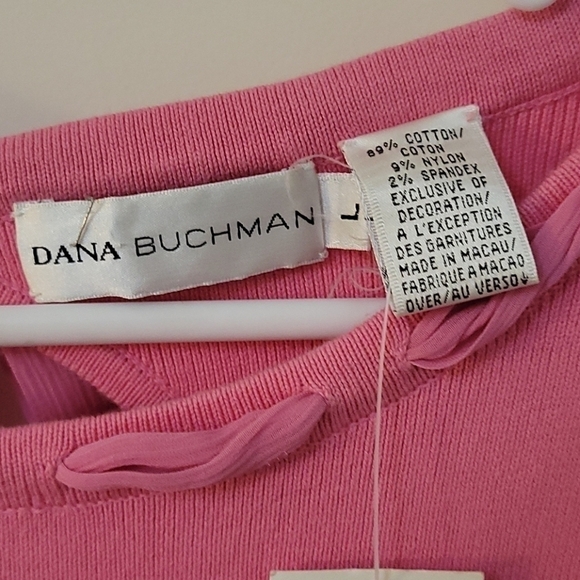 DANA BUCHMAN
L
89% COTTON/
COTON
9% NYLON
2% SPANDEX
EXCLUSIVE OF
DECORATION/
A L'EXCEPTION
DES GARNITURES
MADE IN MACAU/
FABRIQUE A MACAO
OVER/AU VERSO↓